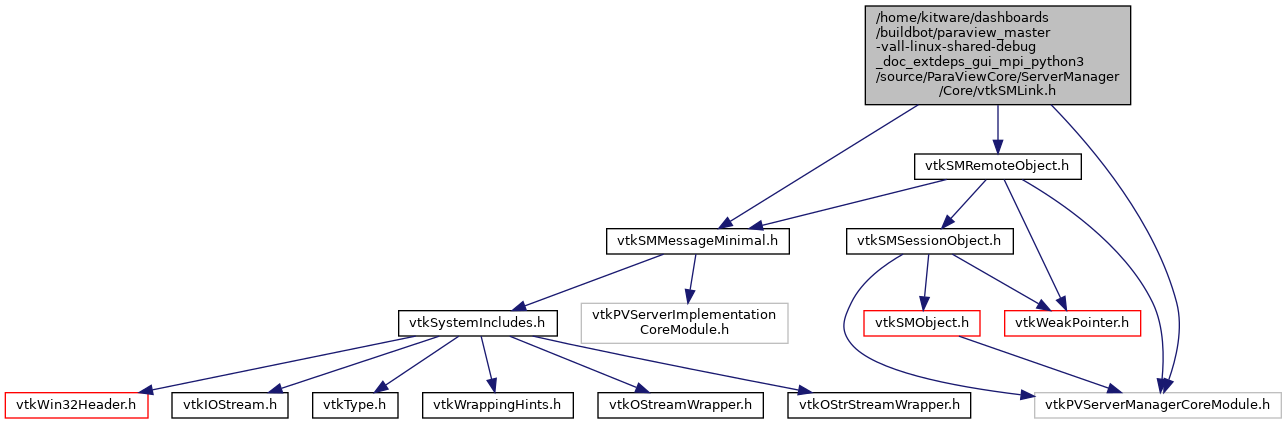 /home/kitware/dashboards
/buildbot/paraview_master
-vall-linux-shared-debug
_doc_extdeps_gui_mpi_python3
/source/ParaViewCore/ServerManager
/Core/vtkSMLink.h
vtkSMRemoteObject.h
vtkSMMessageMinimal.h
vtkSMSessionObject.h
vtkPVServerImplementation
CoreModule.h
vtkSystemIncludes.h
vtkSMObject.h
vtkWeakPointer.h
vtkWin32Header.h
vtkIOStream.h
vtkType.h
vtkWrappingHints.h
vtkOStreamWrapper.h
vtkOStrStreamWrapper.h
vtkPVServerManagerCoreModule.h